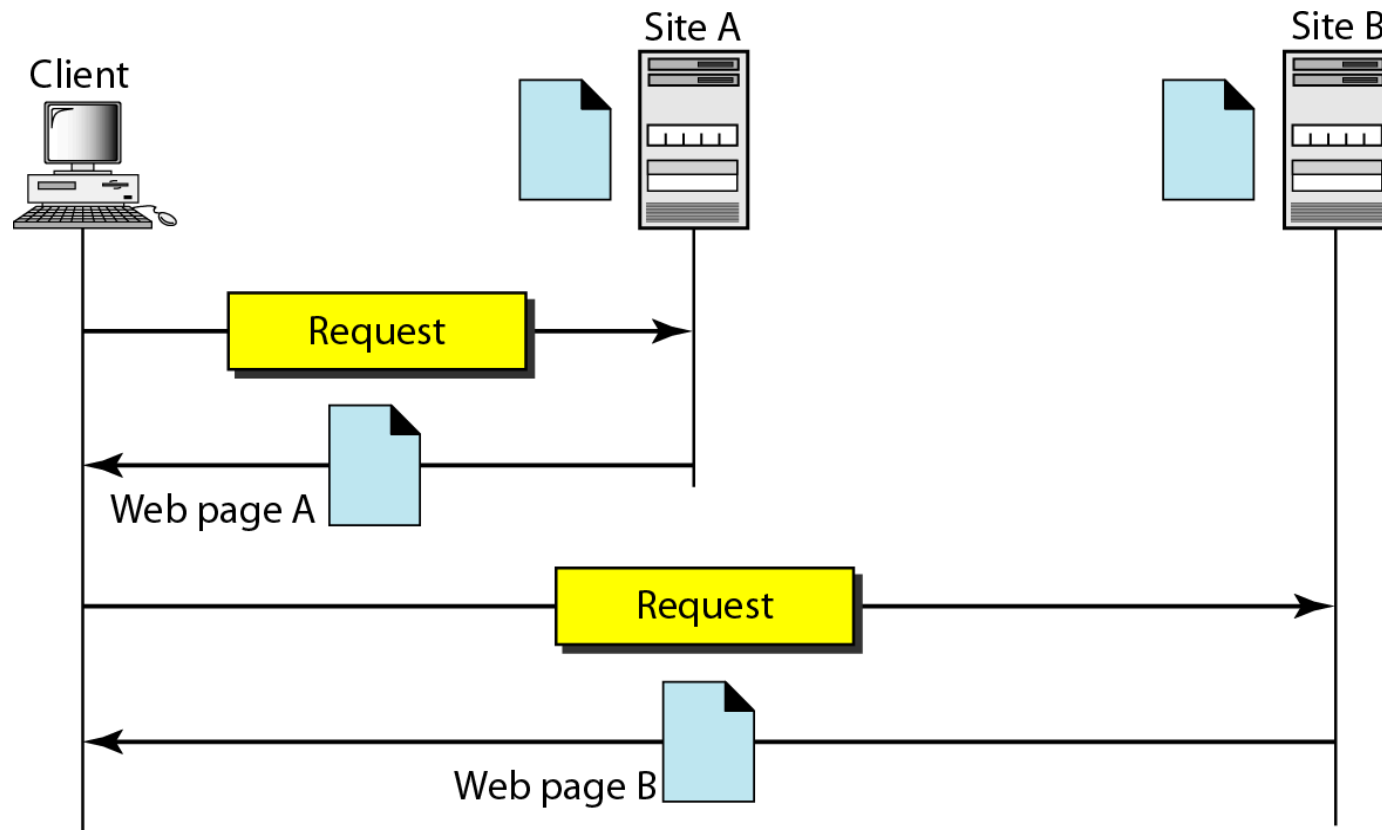 Site A
Site B
Client
Request
Web page A
Request
Web page B